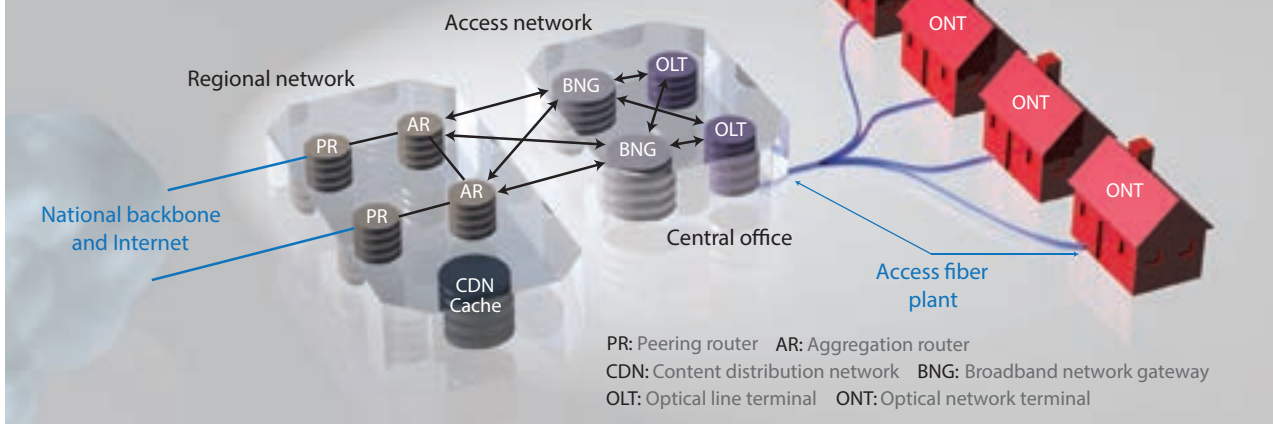 Access network
ONT
Regional network
OLT
BNG
ONT
AR
OLT
PR
BNG
ONT
AR
National backbone
and Internet
PR
Central office
Access fiber
plant
CDN
Cache
PR: Peering router AR: Aggregation router
CDN: Content distribution network BNG: Broadband network gateway
OLT: Optical line terminal ONT: Optical network terminal